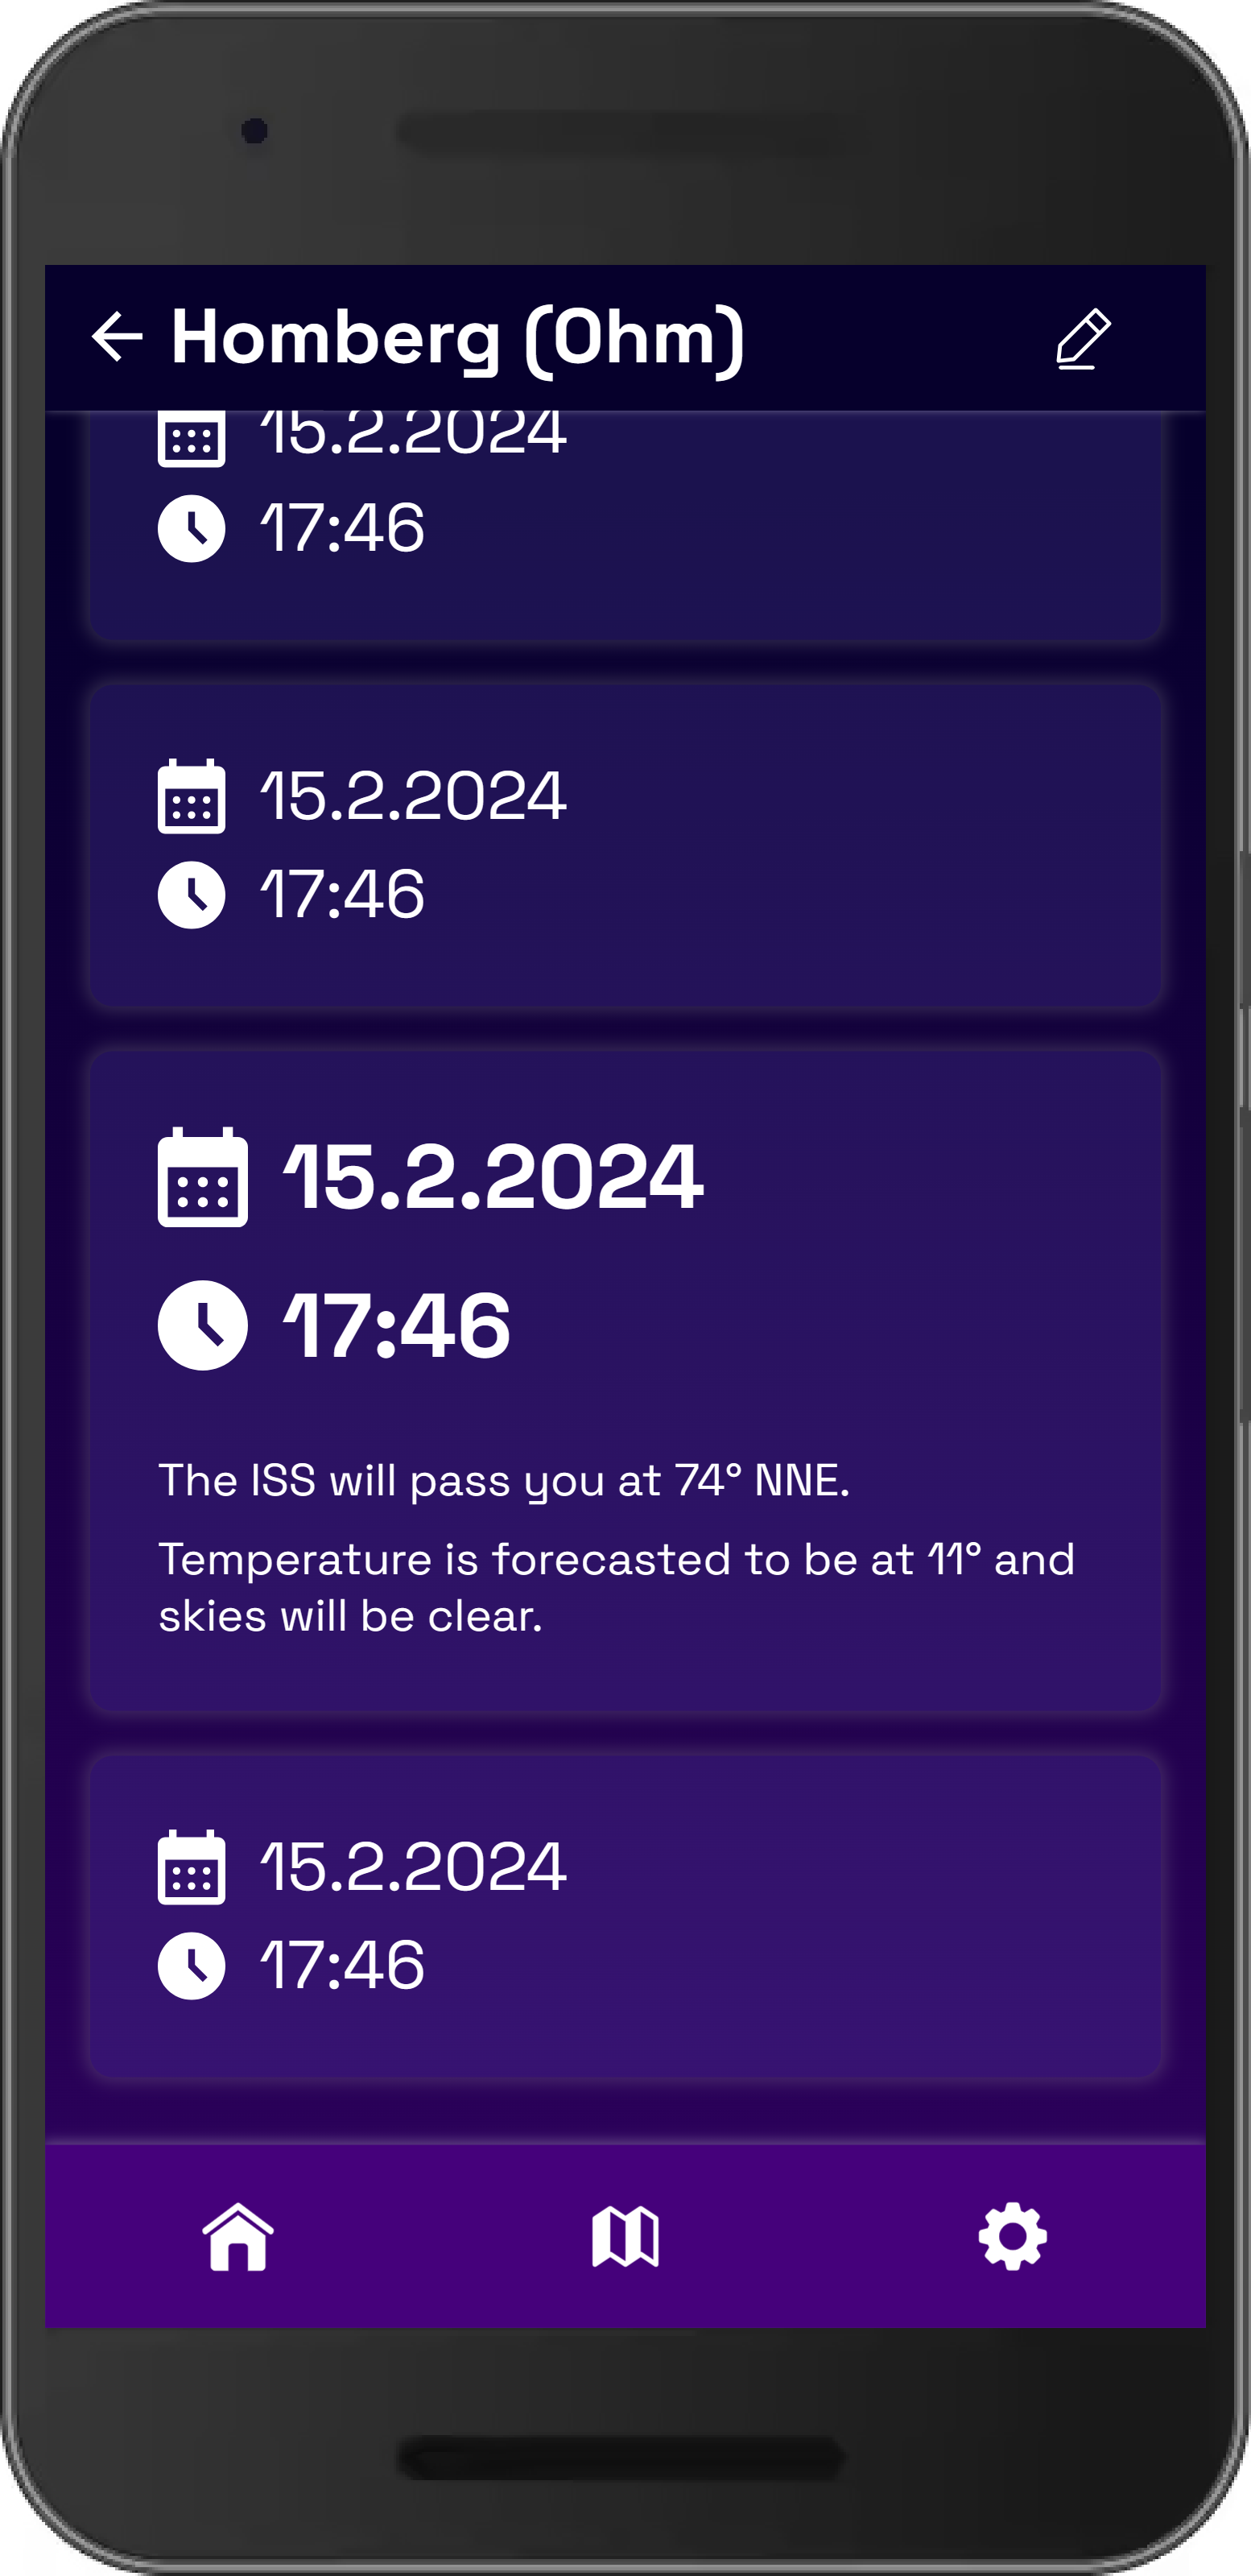 Homberg (Ohm)
15.2.2024
17:46
15.2.2024
17:46
15.2.2024
17:46
The ISS will pass you at 74° NNE.
Temperature is forecasted to be at 11° and
skies will be clear.
15.2.2024
17:46